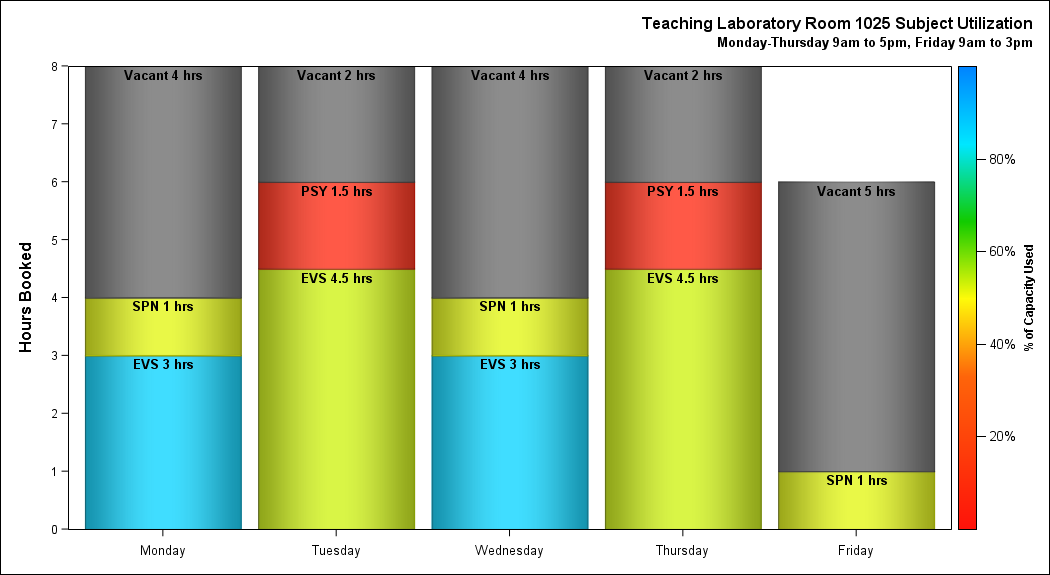 Teaching Laboratory Room 1025 Subject Utilization
Monday-Thursday 9am to 5pm, Friday 9am to 3pm
Hours Booked
8
7
6
5
4
3
2
1
0
Vacant 4 hrs
SPN 1 hrs
EVS 3 hrs
Vacant 2 hrs
PSY 1.5 hrs
EVS 4.5 hrs
Vacant 4 hrs
SPN 1 hrs
EVS 3 hrs
Vacant 2 hrs
PSY 1.5 hrs
EVS 4.5 hrs
Vacant 5 hrs
SPN 1 hrs
Monday
Tuesday
Wednesday
Thursday
Friday
80%
60%
40%
20%
% of Capacity Used